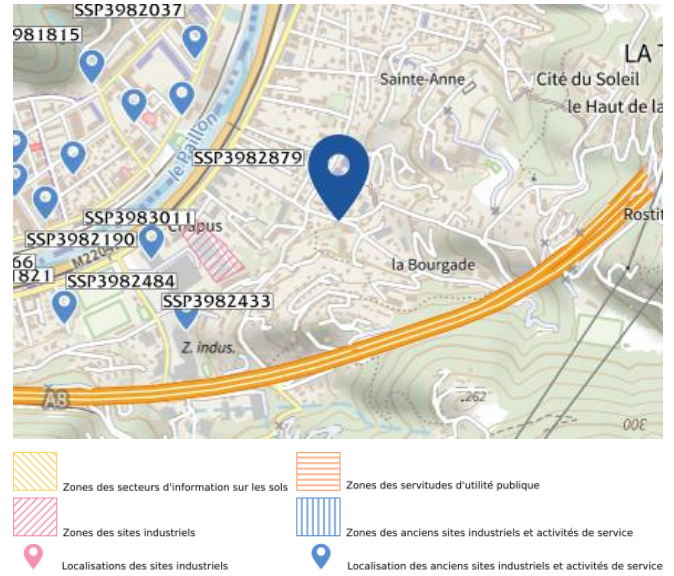 SSP3982037
981815
LA
Sainte-Anne
Cité du Soleil
le Haut de la
le Paillon
SSP3982879
SSP3983011
Rostit
SSP3982190
66
M2204
la Bourgade
1821
SSP3982484
SSP3982433
Z. indus.
A8
262
300
Zones des secteurs d'information sur les sols
Zones des servitudes d'utilité publique
Zones des sites industriels
Zones des anciens sites industriels et activités de service
Localisations des sites industriels
Localisation des anciens sites industriels et activités de service